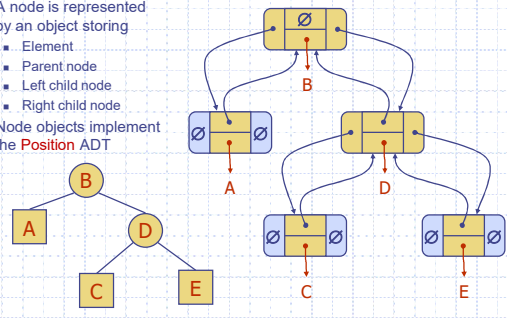 A node is represented
by an object storing
▪ Element
▪ Parent node
▪ Left child node
▪ Right child node
Node objects implement
the Position ADT
B
A
D
C
E
∅
B
∅
∅
A
D
∅
∅
C
∅
∅
E